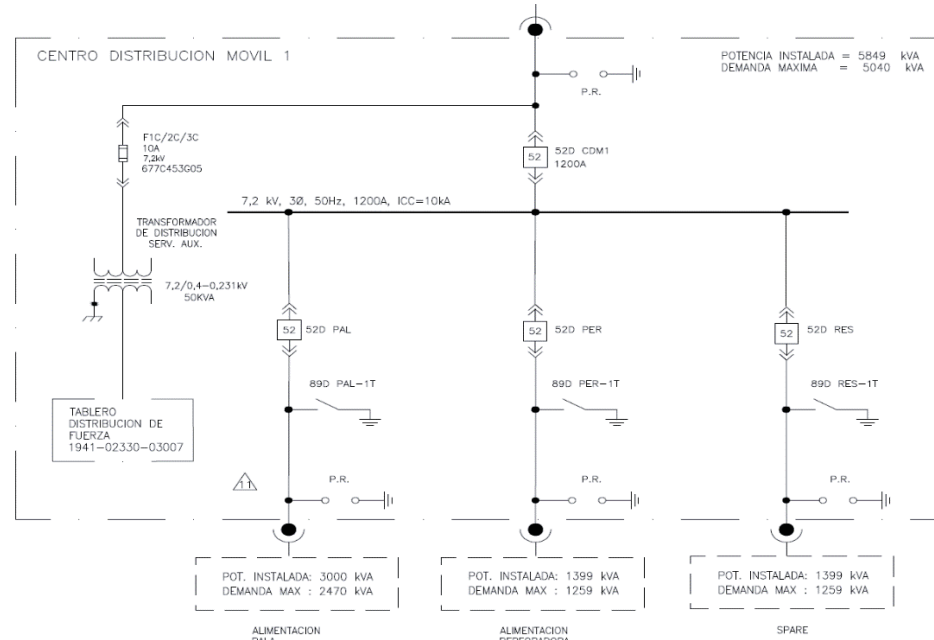 CENTRO DISTRIBUCION MOVIL 1
POTENCIA INSTALADA = 5849 kVA
DEMANDA MAXIMA = 5040 kVA
P.R.
F1C/2C/3C
10A
7,2kV
677C453G05
52
52D CDM1
1200A
7,2 kV, 3Ø, 50Hz, 1200A, ICC=10kA
TRANSFORMADOR
DE DISTRIBUCION
SERV. AUX.
7,2/0,4-0,231kV
50KVA
52 52D PAL
52 52D PER
52 52D RES
89D PAL-1T
89D PER-1T
89D RES-1T
TABLERO
DISTRIBUCION DE
FUERZA
1941-02330-03007
11
P.R.
P.R.
P.R.
POT. INSTALADA: 3000 kVA
DEMANDA MAX : 2470 kVA
POT. INSTALADA: 1399 kVA
DEMANDA MAX : 1259 kVA
POT. INSTALADA: 1399 kVA
DEMANDA MAX : 1259 kVA
ALIMENTACION
ALIMENTACION
SPARE